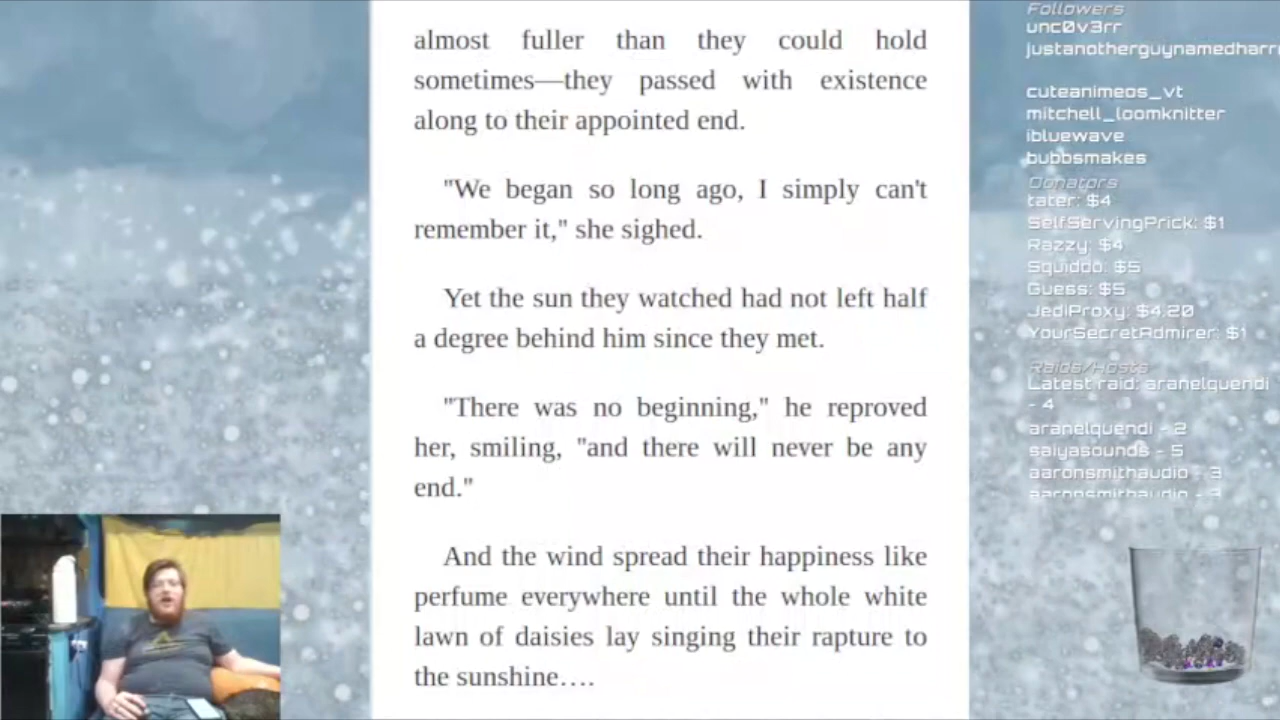 almost fuller than they could hold
sometimes—they passed with existence
along to their appointed end.
"We began so long ago, I simply can't
remember it," she sighed.
Yet the sun they watched had not left half
a degree behind him since they met.
"There was no beginning," he reproved
her, smiling, "and there will never be any
end."
And the wind spread their happiness like
perfume everywhere until the whole white
lawn of daisies lay singing their rapture to
the sunshine….
Followers
unc0v3rr
cuteanimeos_vt
mitchell_loomknitter
ibluewave
bubbsmakes
Donators
tater: $4
SelfServingPrick: $1
Razzy: $4
Squiddo: $5
Guess: $5
JediProxy: $4.20
YourSecretAdmirer: $1
Raids/Hosts
Latest raid: aranelquendi
- 4
aranelquendi - 2
saiyasounds - 5
aaronsmithaudio - 3